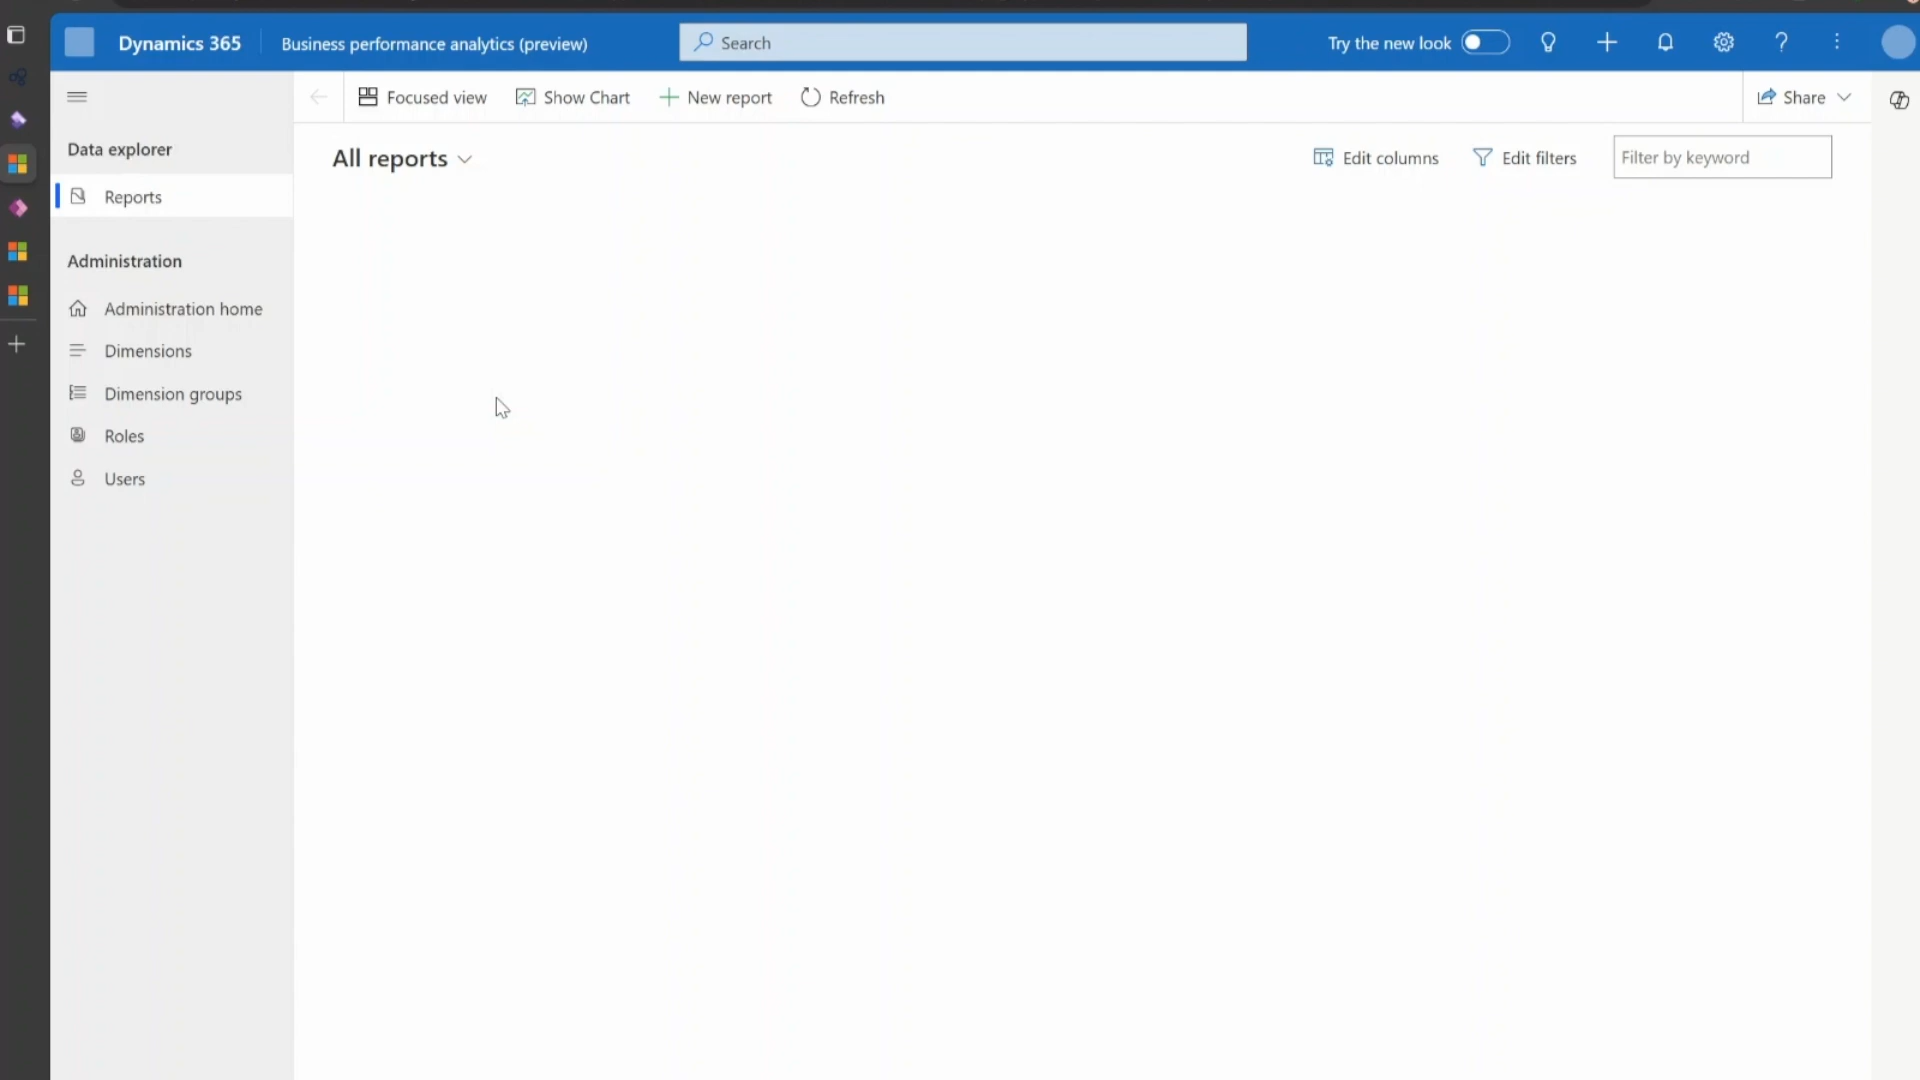 Dynamics 365
Business performance analytics (preview)
Search
Try the new look
Focused view
Show Chart
New report
Refresh
Share
Data explorer
Reports
Administration
Administration home
Dimensions
Dimension groups
Roles
Users
All reports
Edit columns
Edit filters
Filter by keyword